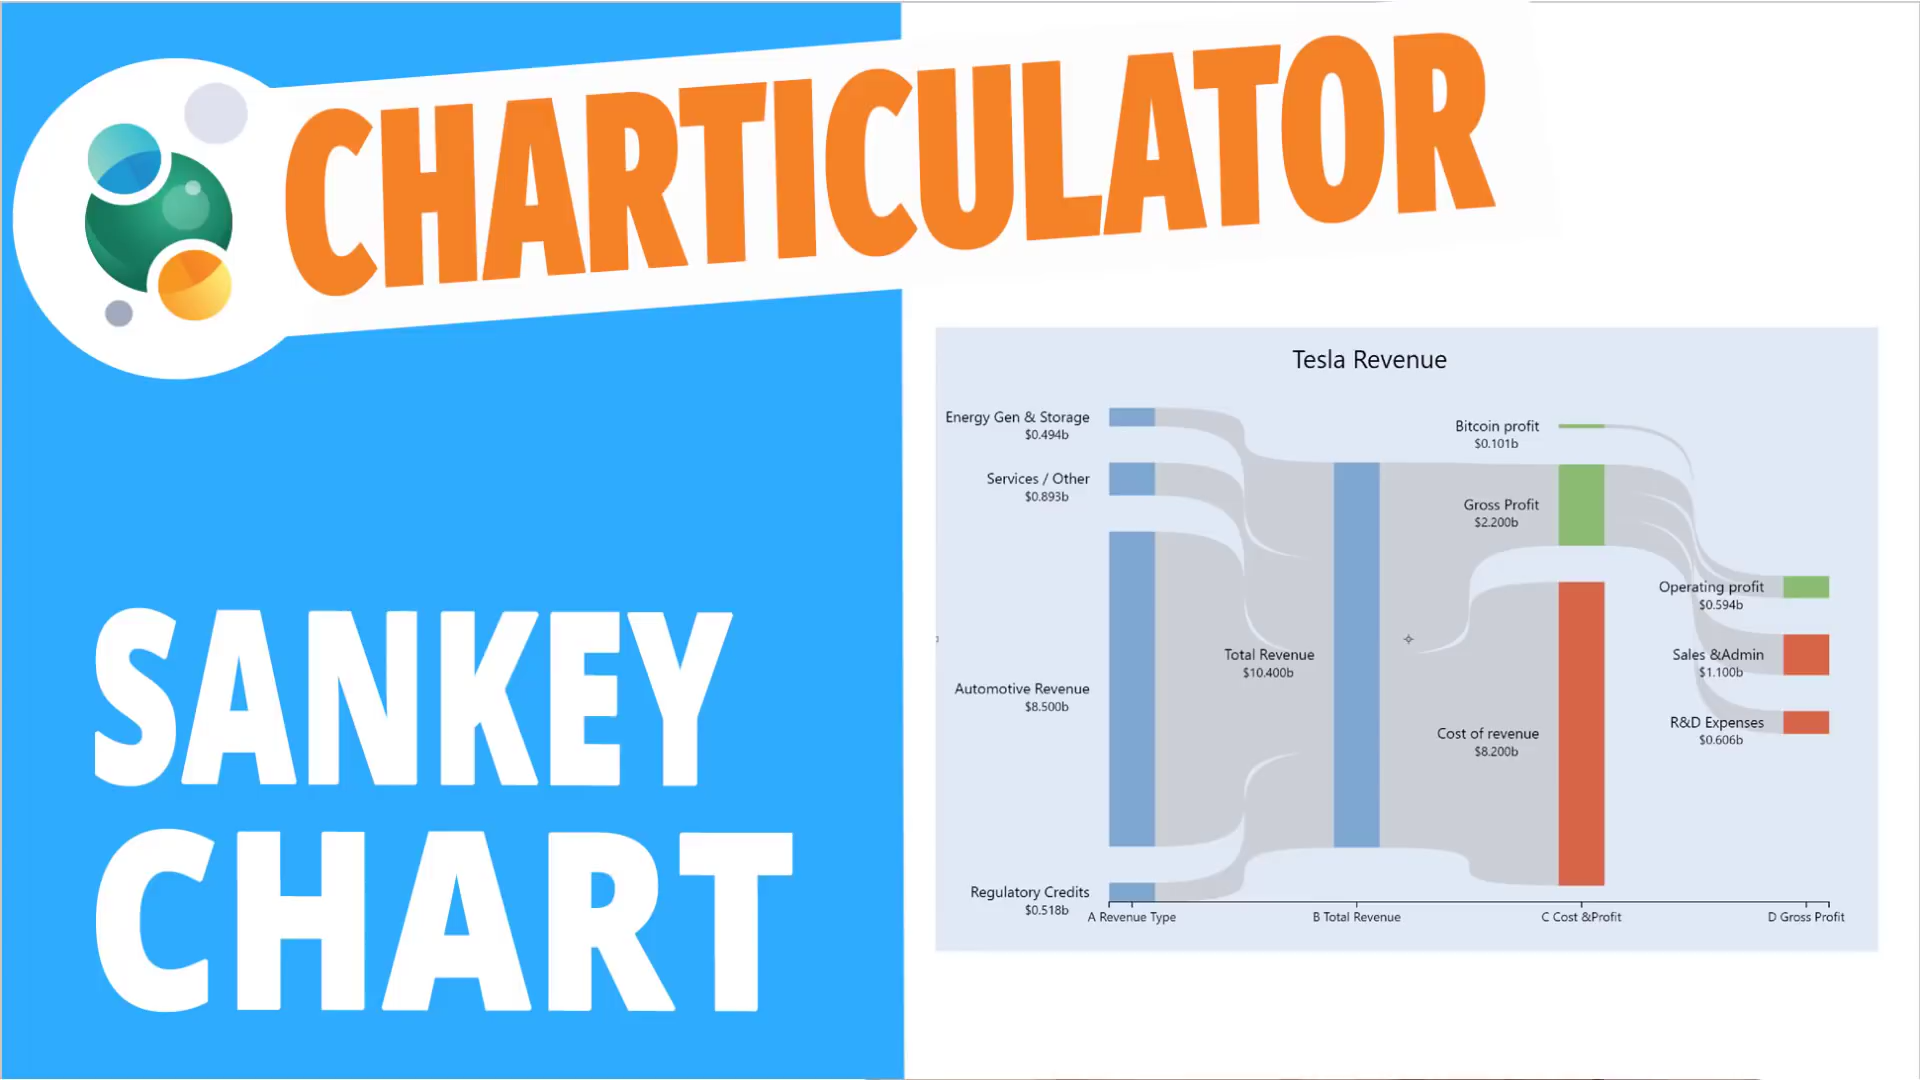 CHARTICULATOR
SANKEY
CHART
Tesla Revenue
Energy Gen & Storage
$0.494b
Services / Other
$0.893b
Automotive Revenue
$8.500b
Regulatory Credits
$0.518b
Total Revenue
$10.400b
Bitcoin profit
$0.101b
Gross Profit
$2.200b
Cost of revenue
$8.200b
Operating profit
$0.594b
Sales &Admin
$1.100b
R&D Expenses
$0.606b
A Revenue Type
B Total Revenue
C Cost &Profit
D Gross Profit